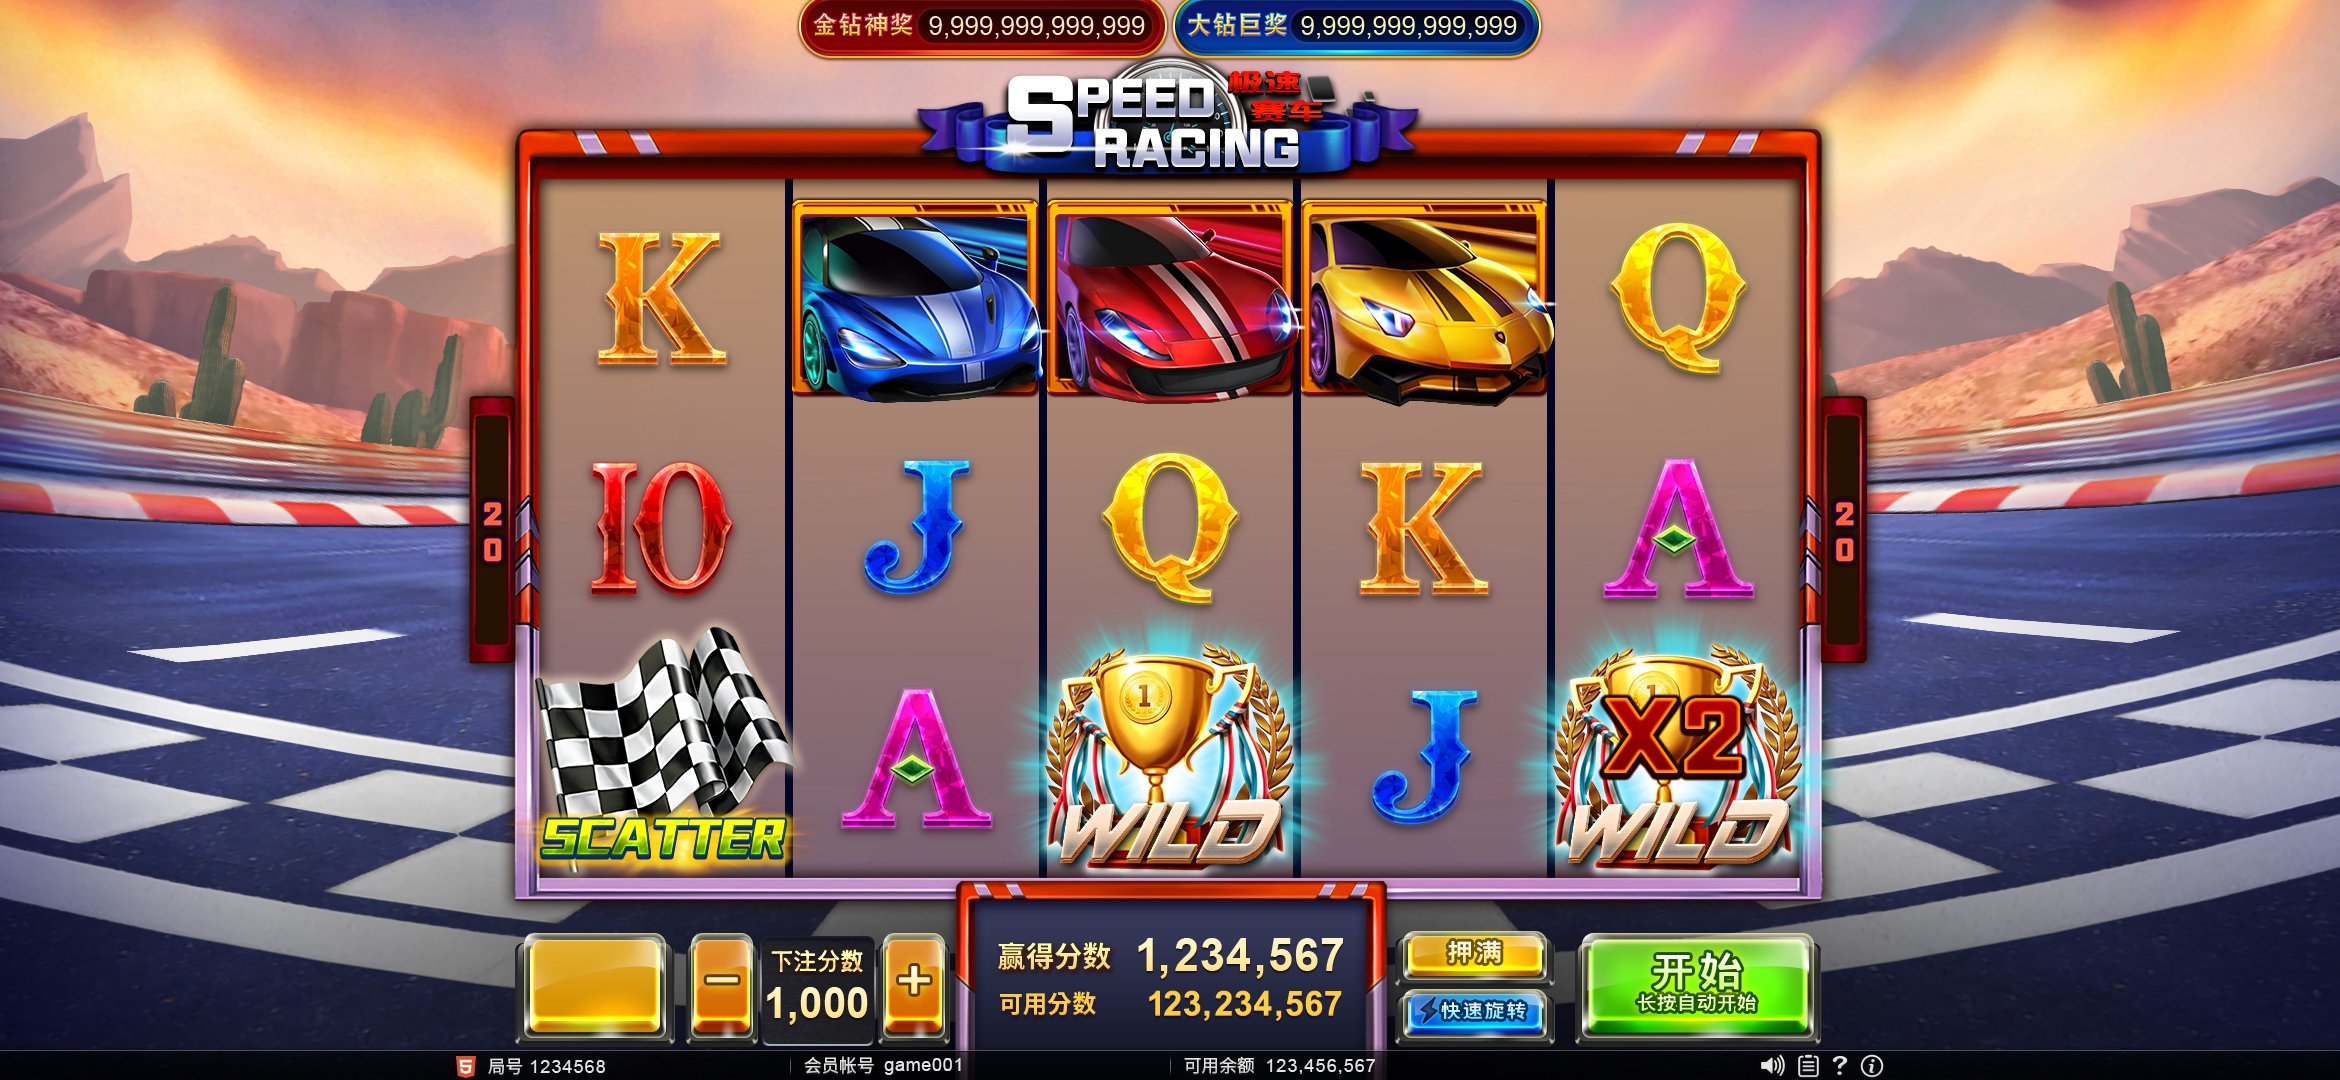 金钻神奖 9,999,999,999,999
大钻巨奖 9,999,999,999,999
SPEED 极速
RACING 赛车
K
Q
20
IO
J
Q
K
A
20
SCATTER
A
1
WILD
J
1
X2
WILD
下注分数
1,000
赢得分数 1,234,567
可用分数 123,234,567
押满
快速旋转
开始
长按自动开始
5 局号 1234568
会员帐号 game001
可用余额 123,456,567
?